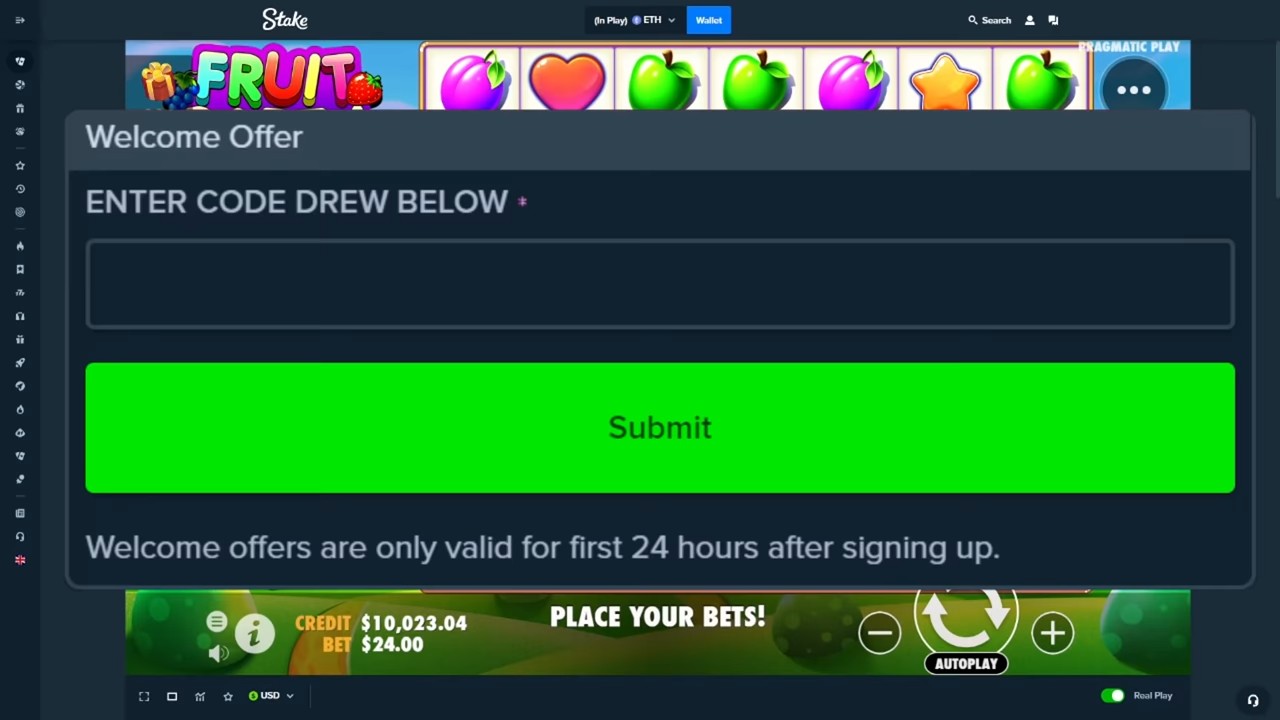 Stake
(In Play) ETH
Wallet
Search
PRAGMATIC PLAY
FRUIT
Welcome Offer
ENTER CODE DREW BELOW *
Submit
Welcome offers are only valid for first 24 hours after signing up.
CREDIT $10,023.04
BET $24.00
PLACE YOUR BETS!
AUTOPLAY
USD
Real Play